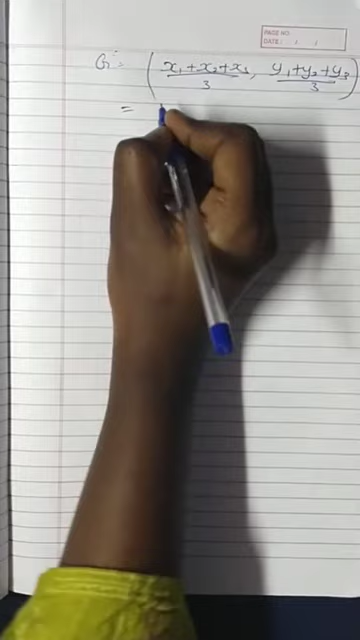 PAGE NO.
DATE: / /
G = ( x₁ + x₂ + x₃ / 3 , y₁ + y₂ + y₃ / 3 )
=